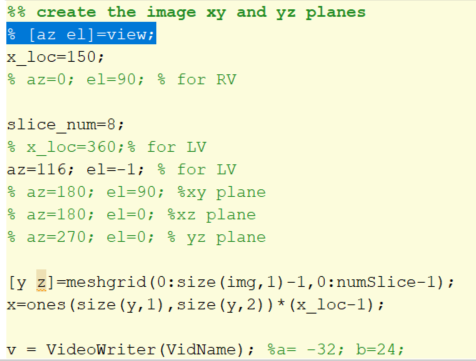 %% create the image xy and yz planes
% [az el]=view;
x_loc=150;
% az=0; el=90; % for RV
slice_num=8;
% x_loc=360;% for LV
az=116; el=-1; % for LV
% az=180; el=90; %xy plane
% az=180; el=0; %xz plane
% az=270; el=0; % yz plane
[y z]=meshgrid(0:size(img,1)-1,0:numSlice-1);
x=ones(size(y,1),size(y,2))*(x_loc-1);
v = VideoWriter(VidName); %a= -32; b=24;